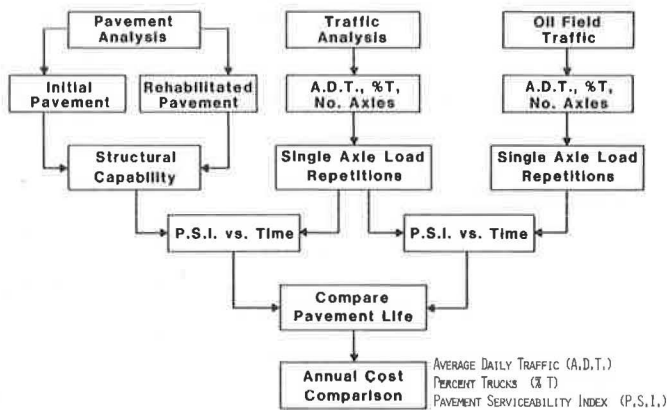 Pavement
Analysis
Traffic
Analysis
Oil Field
Traffic
Initial
Pavement
Rehabilitated
Pavement
A.D.T., %T,
No. Axles
A.D.T., %T,
No. Axles
Structural
Capability
Single Axle Load
Repetitions
Single Axle Load
Repetitions
P.S.I. vs. Time
P.S.I. vs. Time
Compare
Pavement Life
Annual Cost
Comparison
AVERAGE DAILY TRAFFIC (A.D.T.)
PERCENT TRUCKS (% T)
PAVEMENT SERVICEABILITY INDEX (P.S.I.)